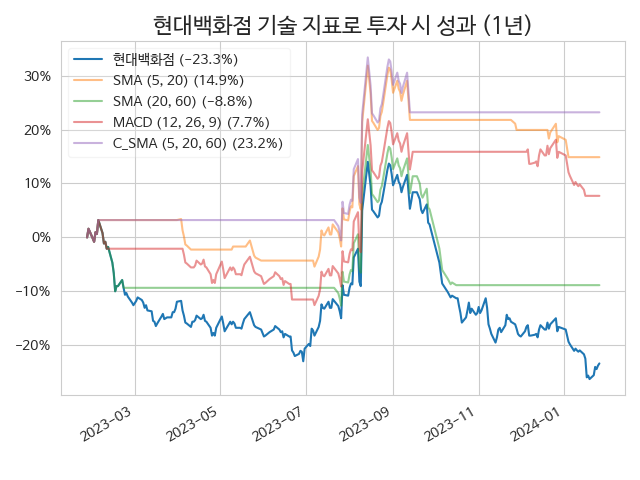 현대백화점 기술 지표로 투자 시 성과 (1년)
현대백화점 (−23.3%)
SMA (5, 20) (14.9%)
SMA (20, 60) (−8.8%)
MACD (12, 26, 9) (7.7%)
C_SMA (5, 20, 60) (23.2%)
30%
20%
10%
0%
−10%
−20%
2023−03
2023−05
2023−07
2023−09
2023−11
2024−01